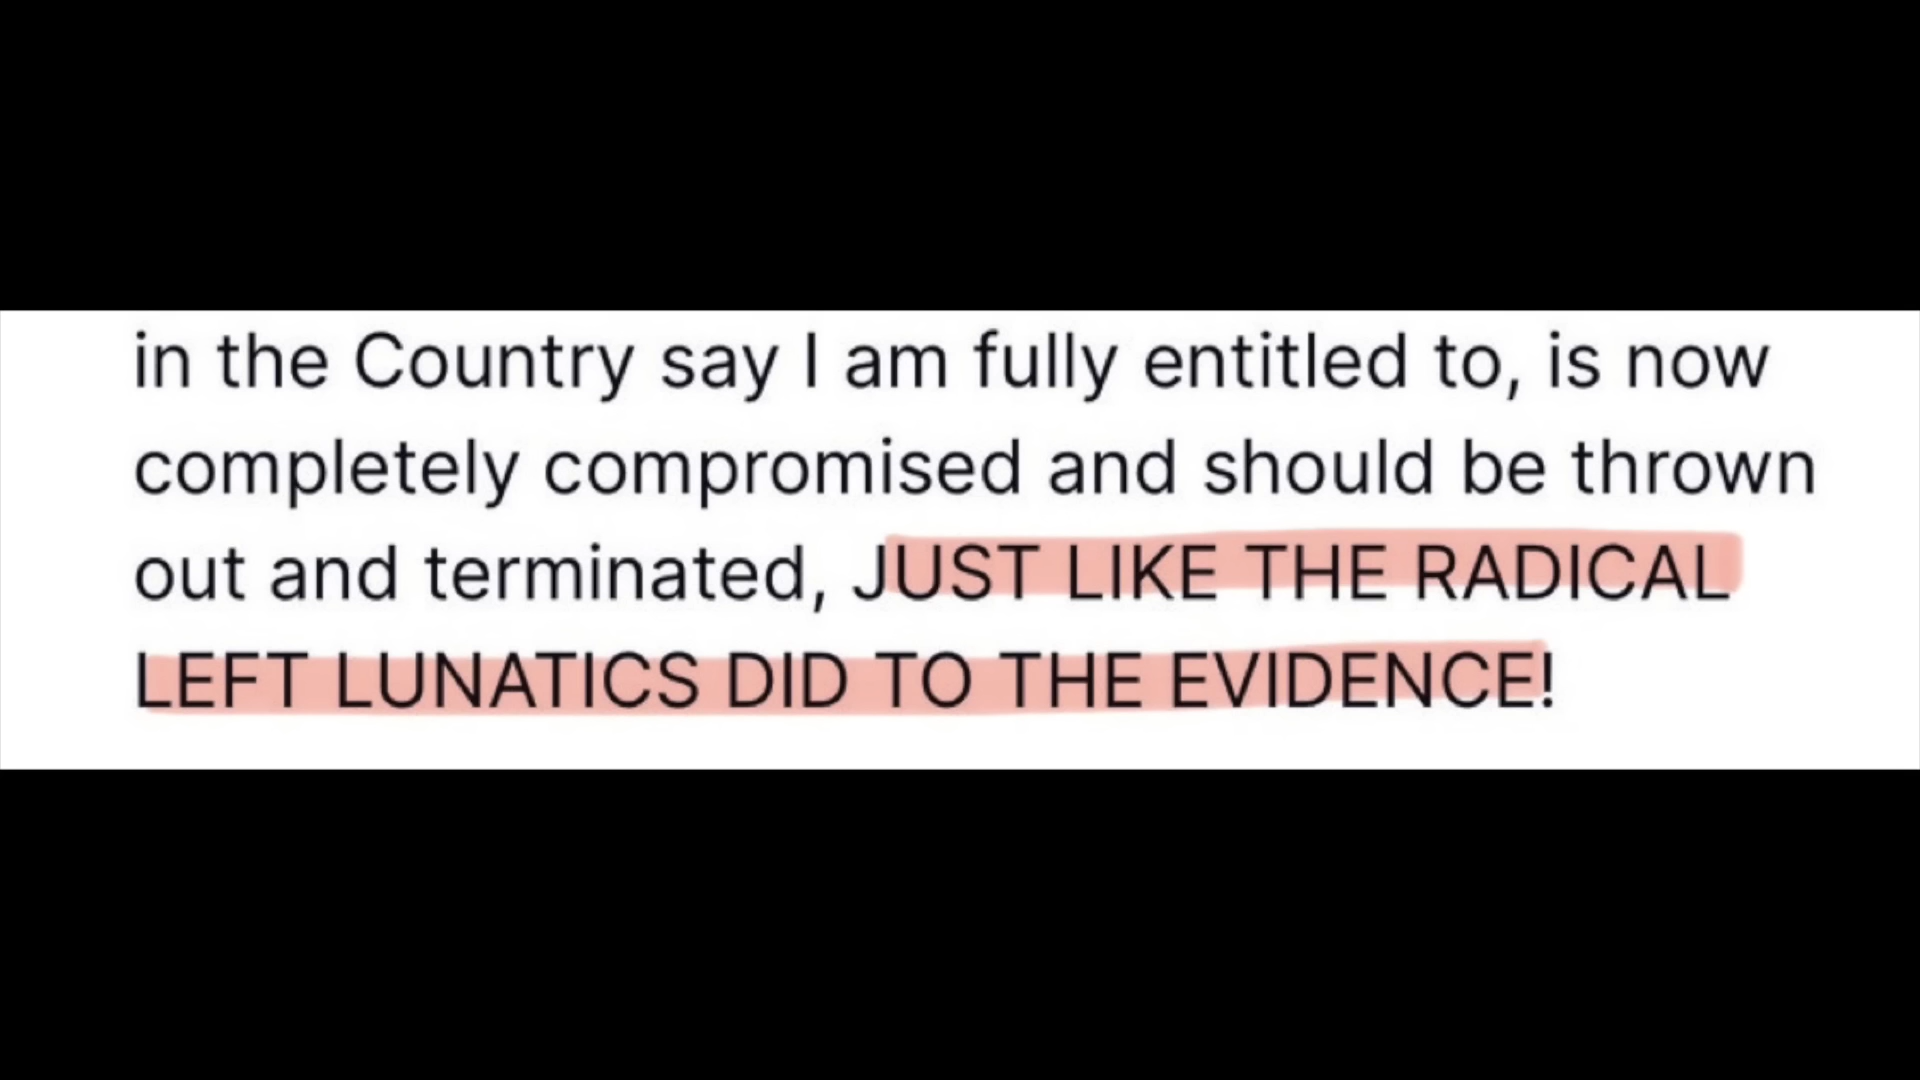 in the Country say I am fully entitled to, is now
completely compromised and should be thrown
out and terminated, JUST LIKE THE RADICAL
LEFT LUNATICS DID TO THE EVIDENCE!